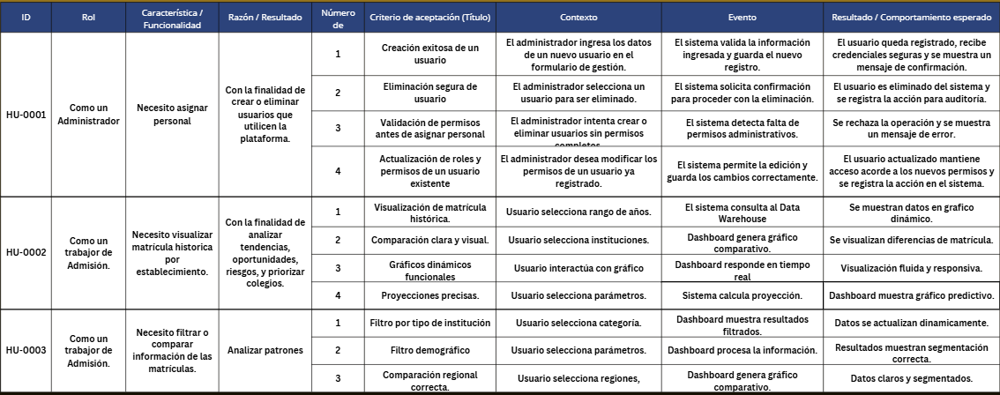 ID
Rol
Característica /
Funcionalidad
Razón / Resultado
Número
de
Criterio de aceptación (Título)
Contexto
Evento
Resultado / Comportamiento esperado
HU-0001
Como un
Administrador
Necesito asignar
personal
Con la finalidad de
crear o eliminar
usuarios que
utilicen la
plataforma.
1
Creación exitosa de un
usuario
El administrador ingresa los datos
de un nuevo usuario en el
formulario de gestión.
El sistema valida la información
ingresada y guarda el nuevo
registro.
El usuario queda registrado, recibe
credenciales seguras y se muestra un
mensaje de confirmación.
2
Eliminación segura de
usuario
El administrador selecciona un
usuario para ser eliminado.
El sistema solicita confirmación
para proceder con la eliminación.
El usuario es eliminado del sistema y
se registra la acción para auditoría.
3
Validación de permisos
antes de asignar personal
El administrador intenta crear o
eliminar usuarios sin permisos
completos.
El sistema detecta falta de
permisos administrativos.
Se rechaza la operación y se muestra
un mensaje de error.
4
Actualización de roles y
permisos de un usuario
existente
El administrador desea modificar los
permisos de un usuario ya
registrado.
El sistema permite la edición y
guarda los cambios correctamente.
El usuario actualizado mantiene
acceso acorde a los nuevos permisos y
se registra la acción en el sistema.
HU-0002
Como un
trabajor de
Admisión.
Necesito visualizar
matrícula historica
por
establecimiento.
Con la finalidad de
analizar
tendencias,
oportunidades,
riesgos, y priorizar
colegios.
1
Visualización de matrícula
histórica.
Usuario selecciona rango de años.
El sistema consulta al Data
Warehouse
Se muestran datos en grafico
dinámico.
2
Comparación clara y visual.
Usuario selecciona instituciones.
Dashboard genera gráfico
comparativo.
Se visualizan diferencias de matrícula.
3
Gráficos dinámicos
funcionales
Usuario interactúa con gráfico
Dashboard responde en tiempo
real
Visualización fluida y responsiva.
4
Proyecciones precisas.
Usuario selecciona parámetros.
Sistema calcula proyección.
Dashboard muestra gráfico predictivo.
HU-0003
Como un
trabajor de
Admisión.
Necesito filtrar o
comparar
información de las
matrículas.
Analizar patrones
1
Filtro por tipo de institución
Usuario selecciona categoría.
Dashboard muestra resultados
filtrados.
Datos se actualizan dinamicamente.
2
Filtro demográfico
Usuario selecciona parámetros.
Dashboard procesa la información.
Resultados muestran segmentación
correcta.
3
Comparación regional
correcta.
Usuario selecciona regiones,
Dashboard genera gráfico
comparativo.
Datos claros y segmentados.